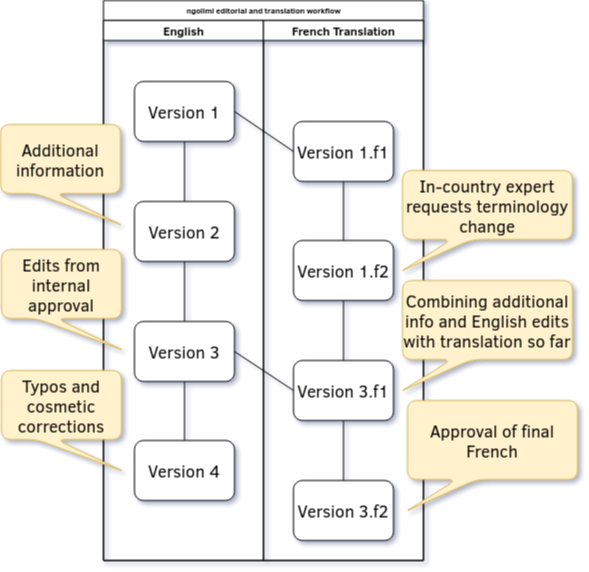 ngolimi editorial and translation workflow
English
French Translation
Version 1
Version 1.f1
Additional
information
Version 2
In-country expert
requests terminology
change
Version 1.f2
Edits from
internal
approval
Version 3
Combining additional
info and English edits
with translation so far
Version 3.f1
Typos and
cosmetic
corrections
Version 4
Approval of final
French
Version 3.f2